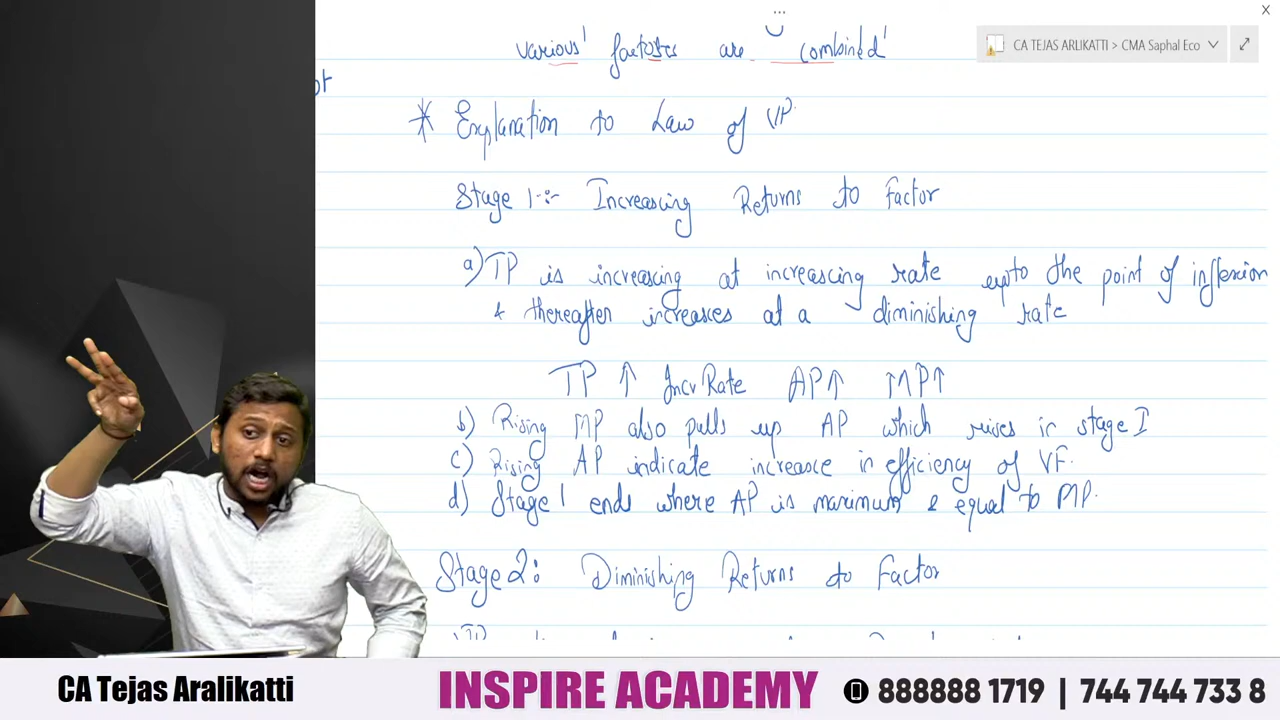 various' factors are combined'
CA TEJAS ARLIKATTI > CMA Saphal Eco
* Explanation to Law of VP
Stage 1:- Increasing Returns to Factor
a) TP is increasing at increasing rate upto the point of inflexion
& thereafter increases at a diminishing rate
TP ↑ Incr Rate AP↑ MP↑
b) Rising MP also pulls up AP which rises in stage I
c) Rising AP indicate increase in efficiency of VF.
d) Stage 1 ends where AP is maximum & equal to MP.
Stage 2: Diminishing Returns to Factor
CA Tejas Aralikatti
INSPIRE ACADEMY
888888 1719 | 744 744 733 8